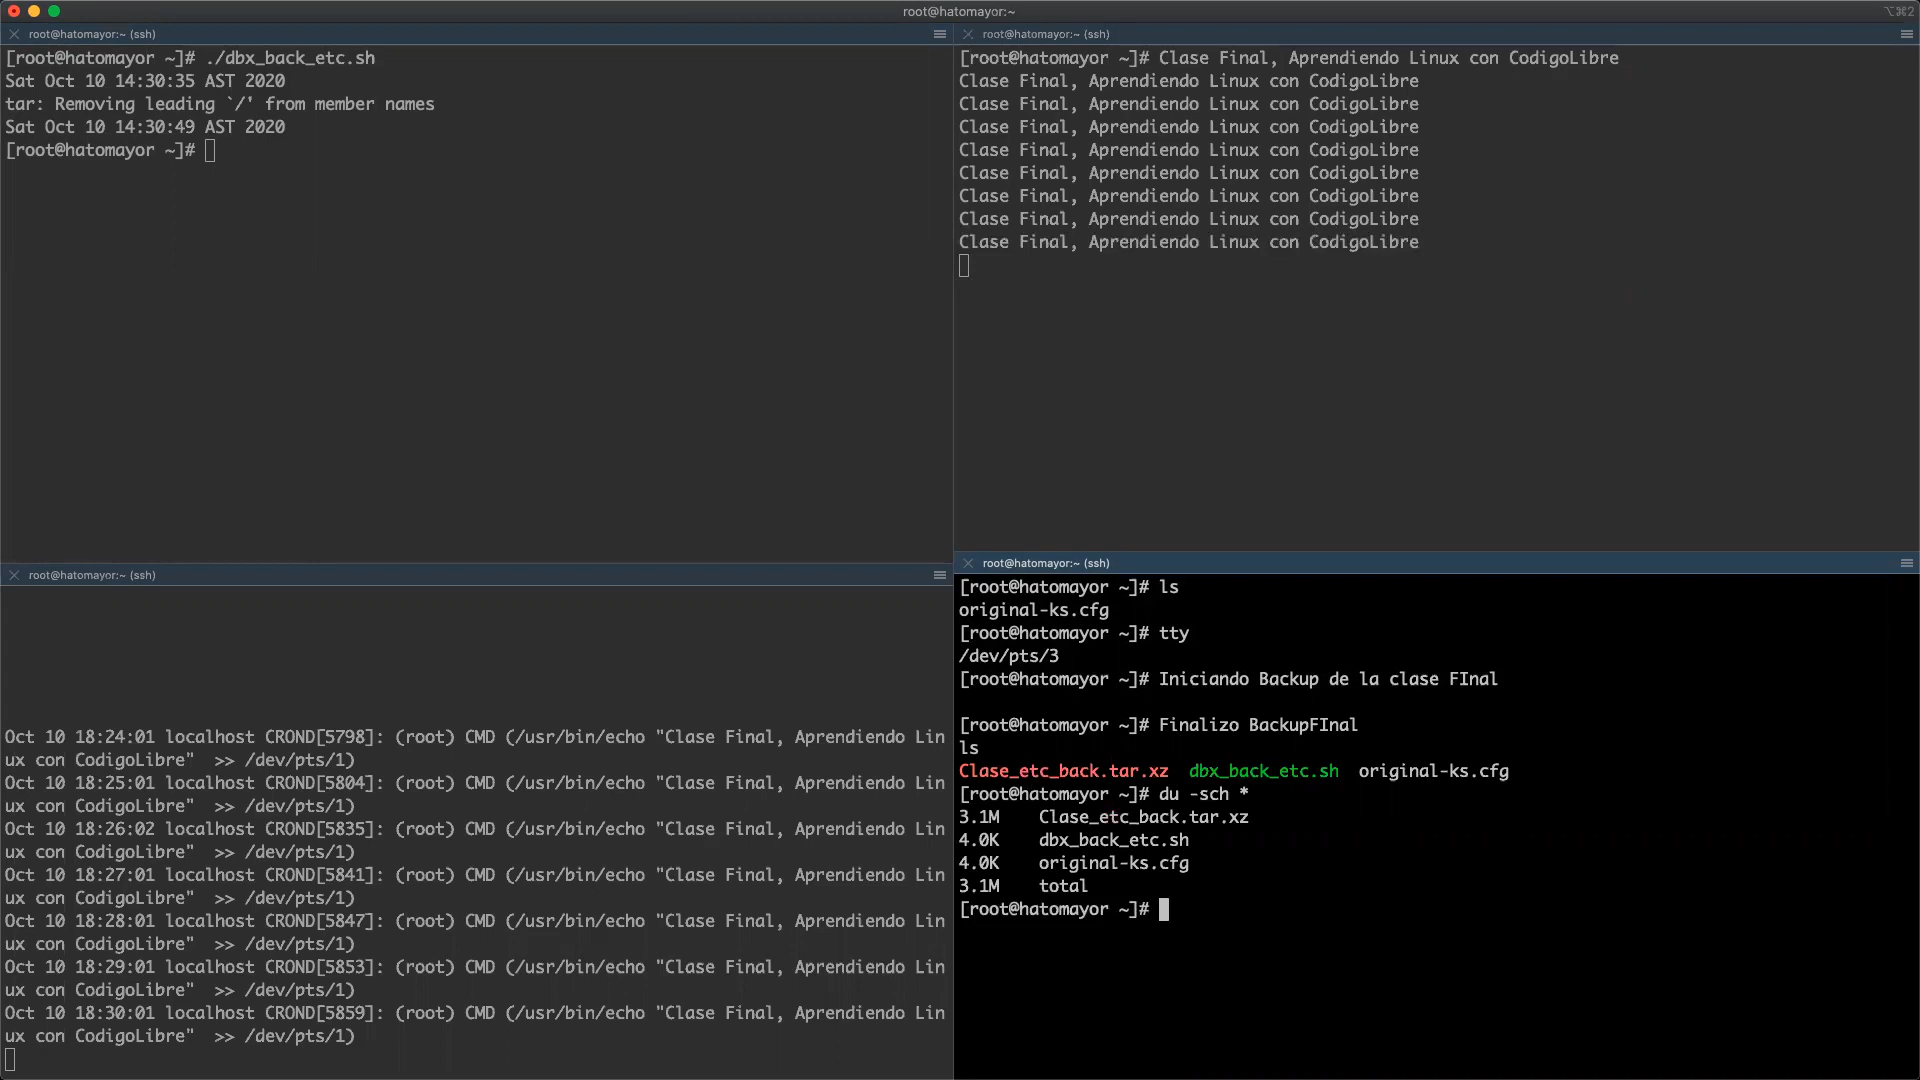 root@hatomayor:~
⌥⌘2
root@hatomayor:~ (ssh)
[root@hatomayor ~]# ./dbx_back_etc.sh
Sat Oct 10 14:30:35 AST 2020
tar: Removing leading `/' from member names
Sat Oct 10 14:30:49 AST 2020
[root@hatomayor ~]#
root@hatomayor:~ (ssh)
[root@hatomayor ~]# Clase Final, Aprendiendo Linux con CodigoLibre
Clase Final, Aprendiendo Linux con CodigoLibre
Clase Final, Aprendiendo Linux con CodigoLibre
Clase Final, Aprendiendo Linux con CodigoLibre
Clase Final, Aprendiendo Linux con CodigoLibre
Clase Final, Aprendiendo Linux con CodigoLibre
Clase Final, Aprendiendo Linux con CodigoLibre
Clase Final, Aprendiendo Linux con CodigoLibre
Clase Final, Aprendiendo Linux con CodigoLibre
root@hatomayor:~ (ssh)
Oct 10 18:24:01 localhost CROND[5798]: (root) CMD (/usr/bin/echo "Clase Final, Aprendiendo Lin
ux con CodigoLibre"  >> /dev/pts/1)
Oct 10 18:25:01 localhost CROND[5804]: (root) CMD (/usr/bin/echo "Clase Final, Aprendiendo Lin
ux con CodigoLibre"  >> /dev/pts/1)
Oct 10 18:26:02 localhost CROND[5835]: (root) CMD (/usr/bin/echo "Clase Final, Aprendiendo Lin
ux con CodigoLibre"  >> /dev/pts/1)
Oct 10 18:27:01 localhost CROND[5841]: (root) CMD (/usr/bin/echo "Clase Final, Aprendiendo Lin
ux con CodigoLibre"  >> /dev/pts/1)
Oct 10 18:28:01 localhost CROND[5847]: (root) CMD (/usr/bin/echo "Clase Final, Aprendiendo Lin
ux con CodigoLibre"  >> /dev/pts/1)
Oct 10 18:29:01 localhost CROND[5853]: (root) CMD (/usr/bin/echo "Clase Final, Aprendiendo Lin
ux con CodigoLibre"  >> /dev/pts/1)
Oct 10 18:30:01 localhost CROND[5859]: (root) CMD (/usr/bin/echo "Clase Final, Aprendiendo Lin
ux con CodigoLibre"  >> /dev/pts/1)
root@hatomayor:~ (ssh)
[root@hatomayor ~]# ls
original-ks.cfg
[root@hatomayor ~]# tty
/dev/pts/3
[root@hatomayor ~]# Iniciando Backup de la clase FInal
[root@hatomayor ~]# Finalizo BackupFInal
ls
Clase_etc_back.tar.xz  dbx_back_etc.sh  original-ks.cfg
[root@hatomayor ~]# du -sch *
3.1M    Clase_etc_back.tar.xz
4.0K    dbx_back_etc.sh
4.0K    original-ks.cfg
3.1M    total
[root@hatomayor ~]#